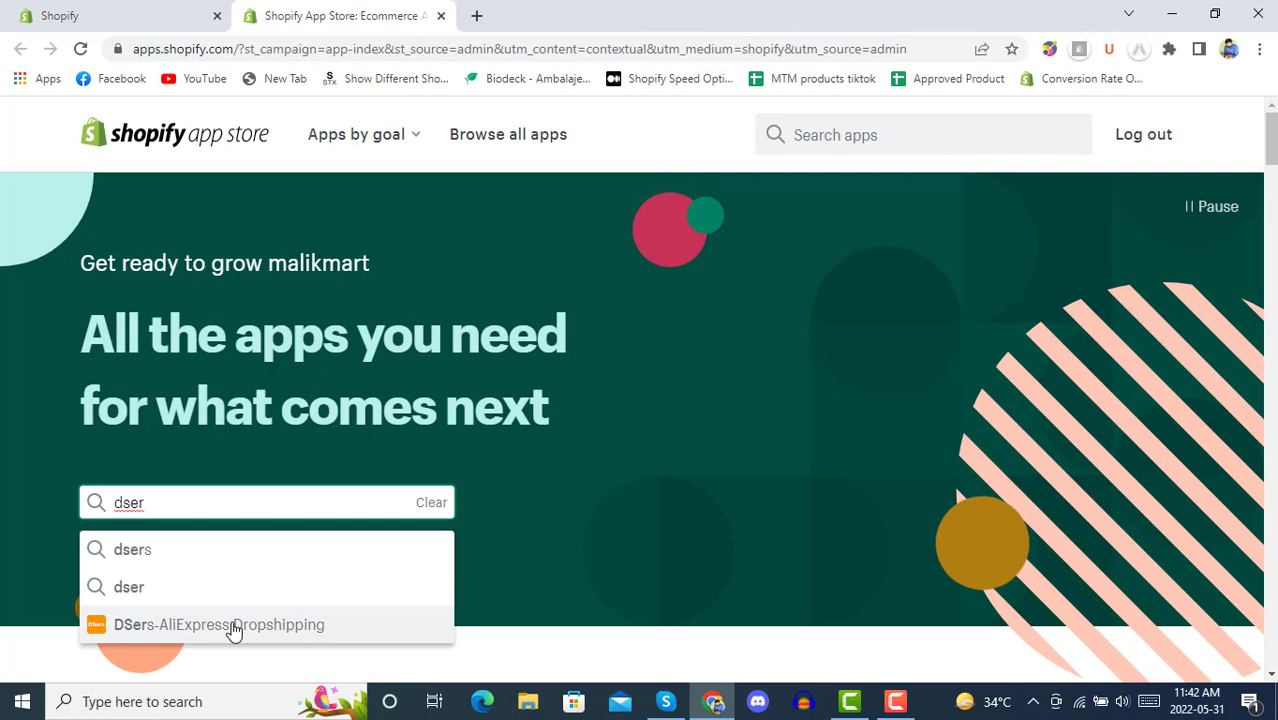 Shopify
Shopify App Store: Ecommerce A
apps.shopify.com/?st_campaign=app-index&st_source=admin&utm_content=contextual&utm_medium=shopify&utm_source=admin
Apps
Facebook
YouTube
New Tab
STX
Show Different Sho...
Biodeck - Ambalaje...
Shopify Speed Opti...
MTM products tiktok
Approved Product
Conversion Rate O...
shopify app store
Apps by goal
Browse all apps
Search apps
Log out
Pause
Get ready to grow malikmart
All the apps you need
for what comes next
dser
Clear
dsers
dser
DSers
DSers-AliExpress Dropshipping
Type here to search
34°C
11:42 AM
2022-05-31
1